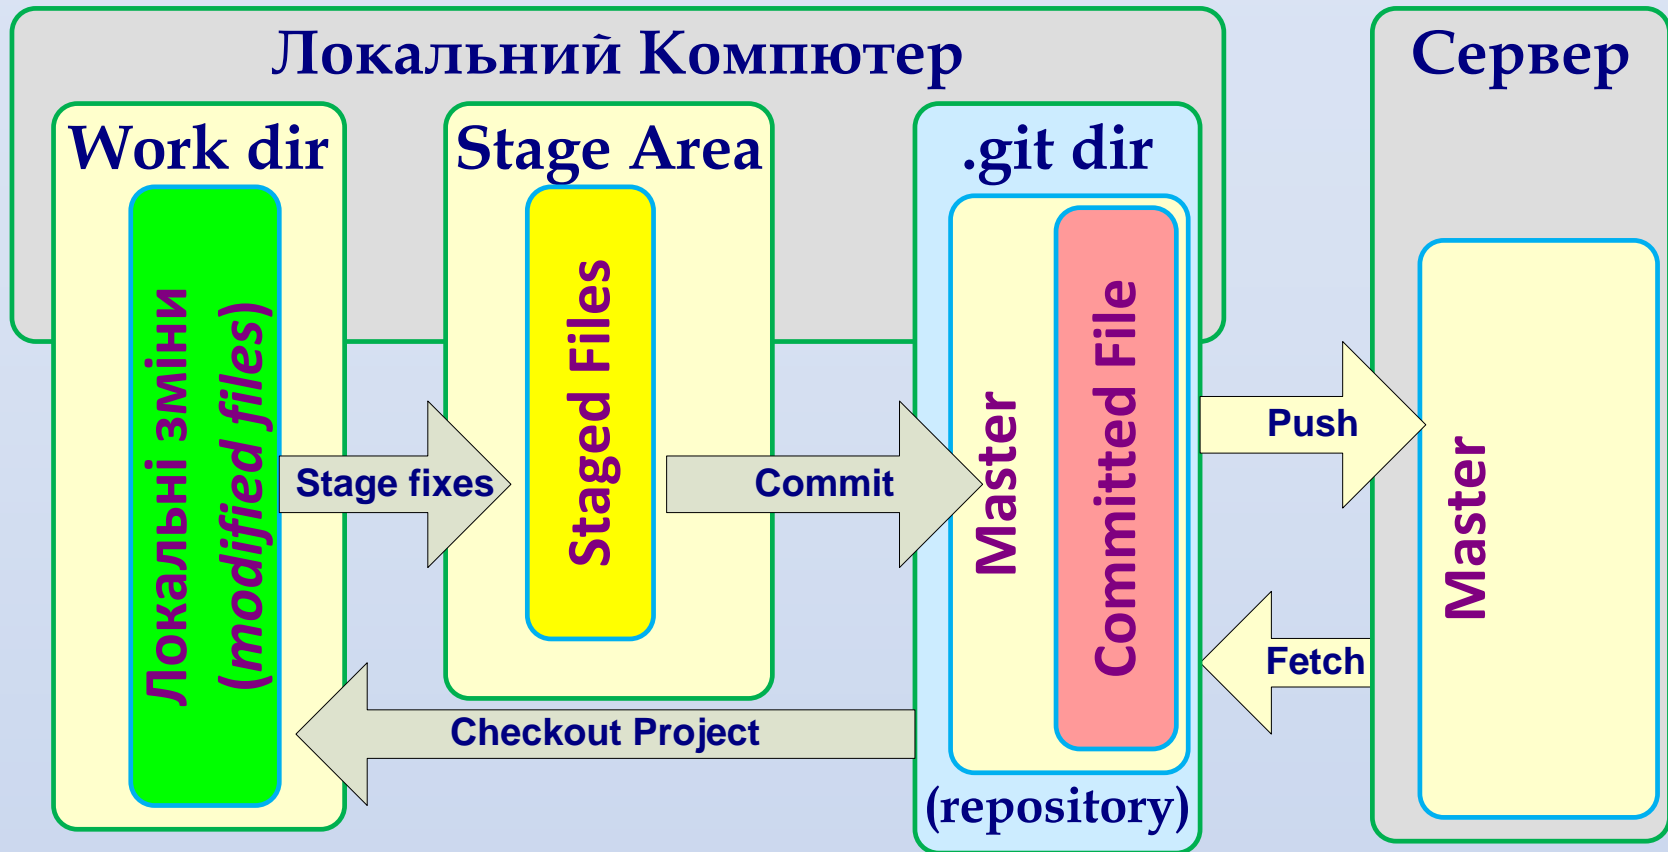 Локальний Компютер
Сервер
Work dir
Stage Area
.git dir
Локальні зміни
(modified files)
Staged Files
Master
Committed File
Master
Stage fixes
Commit
Push
Fetch
Checkout Project
(repository)